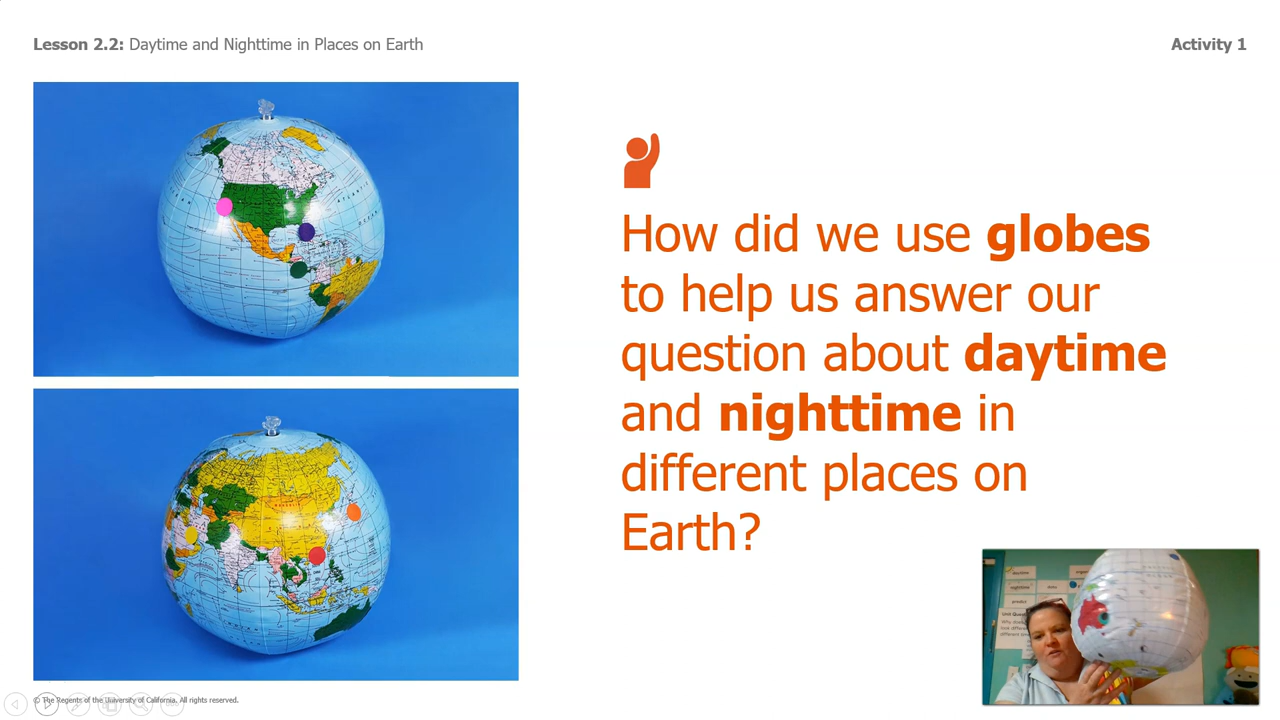 Lesson 2.2: Daytime and Nighttime in Places on Earth
Activity 1
How did we use globes
to help us answer our
question about daytime
and nighttime in
different places on
Earth?
© The Regents of the University of California. All rights reserved.